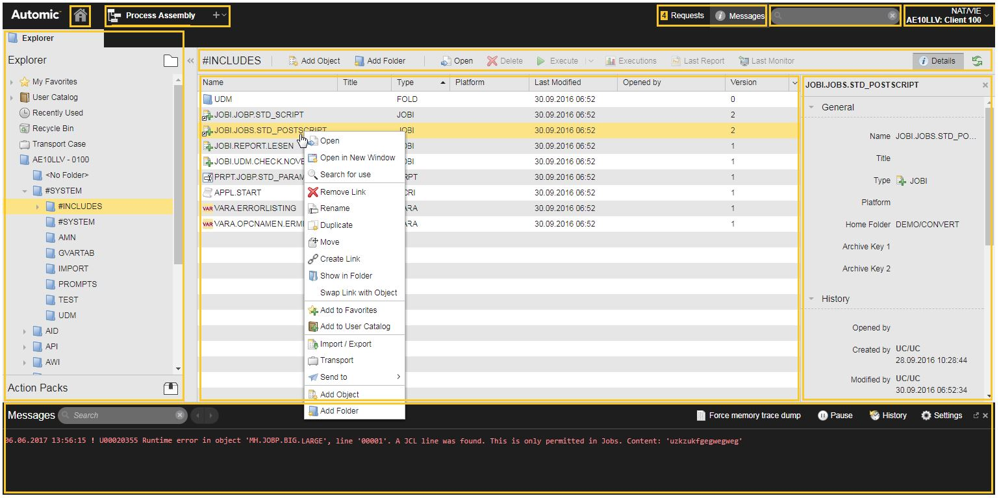 Automic
Process Assembly
4 Requests
Messages
NAT/VIE
AE10LLV: Client 100
Explorer
Explorer
My Favorites
User Catalog
Recently Used
Recycle Bin
Transport Case
AE10LLV - 0100
<No Folder>
#SYSTEM
#INCLUDES
#SYSTEM
AMN
GVARTAB
IMPORT
PROMPTS
TEST
UDM
AID
API
AWI
Action Packs
#INCLUDES Add Object Add Folder Open Delete Execute Executions Last Report Last Monitor Details
Name Title Type Platform Last Modified Opened by Version
UDM FOLD 30.09.2016 06:52 0
JOBI.JOBP.STD_SCRIPT JOBI 30.09.2016 06:52 2
JOBI.JOBS.STD_POSTSCRIPT JOBI 30.09.2016 06:52 2
JOBI.REPORT.LESEN OBI 30.09.2016 06:52 1
JOBI.UDM.CHECK.NOVE OBI 30.09.2016 06:52 1
PRPT.JOBP.STD_PARAM RPT 30.09.2016 06:52 1
APPL.START CRI 30.09.2016 06:52 1
VAR VARA.ERRORLISTING ARA 30.09.2016 06:52 1
VAR VARA.OPCNAMEN.ERMI ARA 30.09.2016 06:52 1
Open
Open in New Window
Search for use
Remove Link
Rename
Duplicate
Move
Create Link
Show in Folder
Swap Link with Object
Add to Favorites
Add to User Catalog
Import / Export
Transport
Send to
Add Object
Add Folder
JOBI.JOBS.STD_POSTSCRIPT
General
Name JOBI.JOBS.STD_PO...
Title
Type JOBI
Platform
Home Folder DEMO/CONVERT
Archive Key 1
Archive Key 2
History
Opened by
Created by UC/UC
28.09.2016 10:28:44
Modified by UC/UC
30.09.2016 06:52:34
Messages Search Force memory trace dump Pause History Settings
06.06.2017 13:56:15 ! U00020355 Runtime error in object 'MH.JOBP.BIG.LARGE', line '00001'. A JCL line was found. This is only permitted in Jobs. Content: 'uzkzukfgegwegweg'